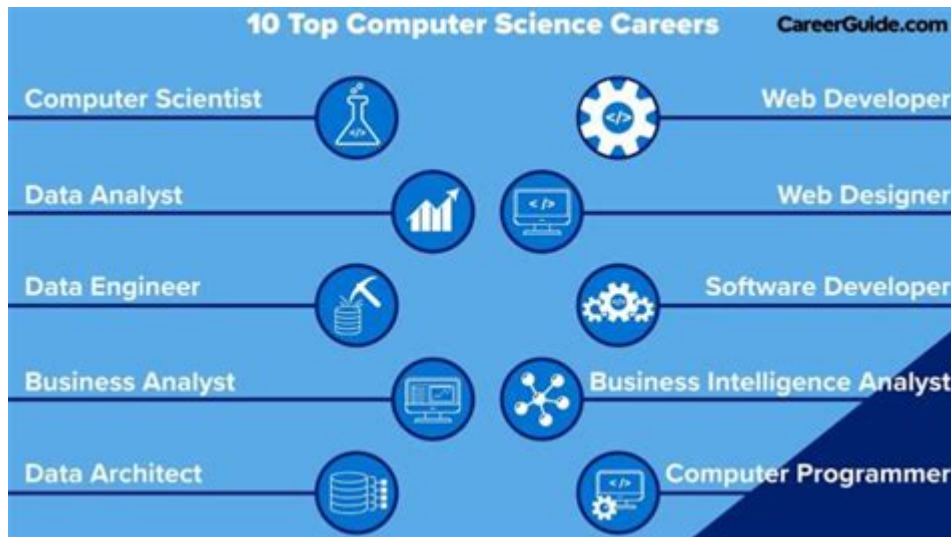 10 Top Computer Science Careers
CareerGuide.com
Computer Scientist
Web Developer
</>
</>
Data Analyst
Web Designer
</>
Data Engineer
Software Developer
</>
Business Analyst
Business Intelligence Analyst
Data Architect
Computer Programmer
</>